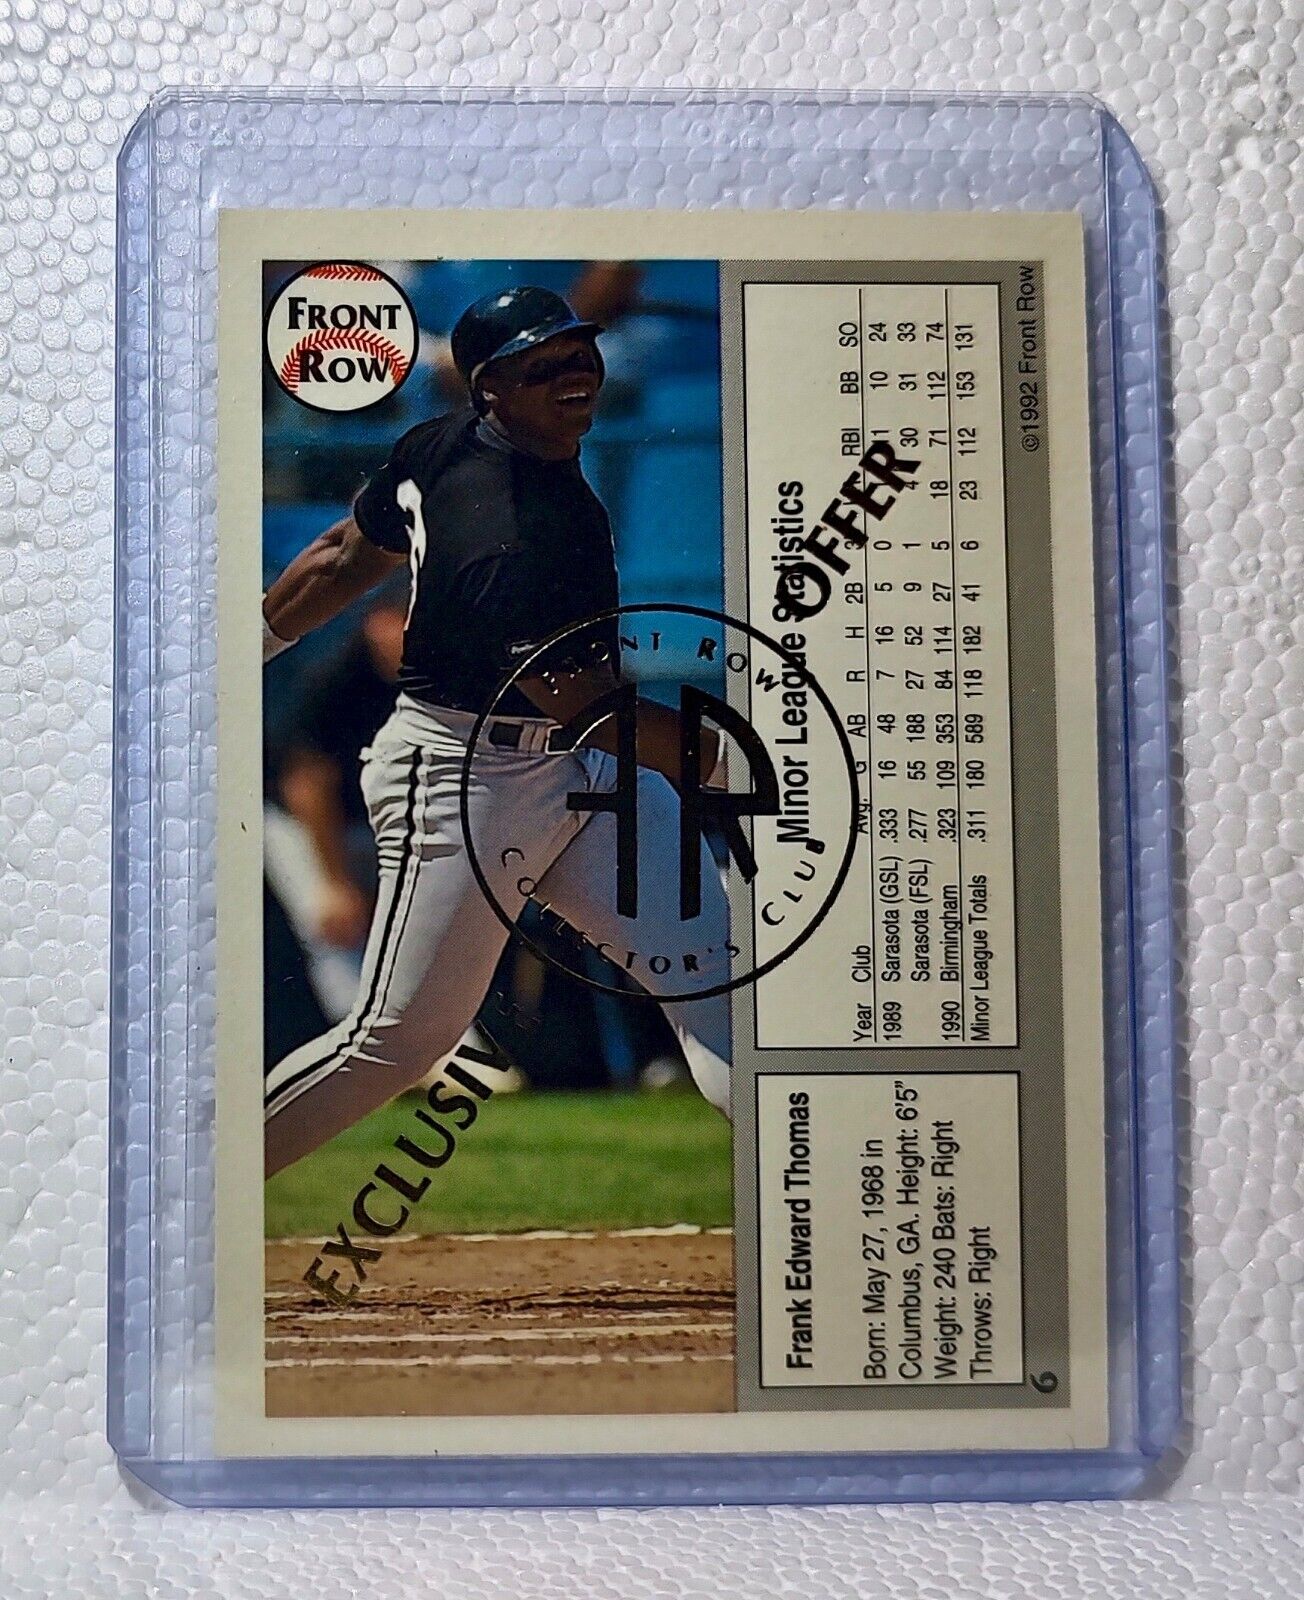 FRONT
ROW
EXCLUSIVE
OFFER
FRONT ROW
COLLECTOR'S CLUB
FR
Frank Edward Thomas
Born: May 27, 1968 in
Columbus, GA. Height: 6'5"
Weight: 240 Bats: Right
Throws: Right
6
Minor League Statistics
Year Club Avg. G AB R H 2B 3 RBI BB SO
1989 Sarasota (GSL) .333 16 48 7 16 5 0 11 10 24
Sarasota (FSL) .277 55 188 27 52 9 1 4 30 31 33
1990 Birmingham .323 109 353 84 114 27 5 18 71 112 74
Minor League Totals .311 180 589 118 182 41 6 23 112 153 131
©1992 Front Row